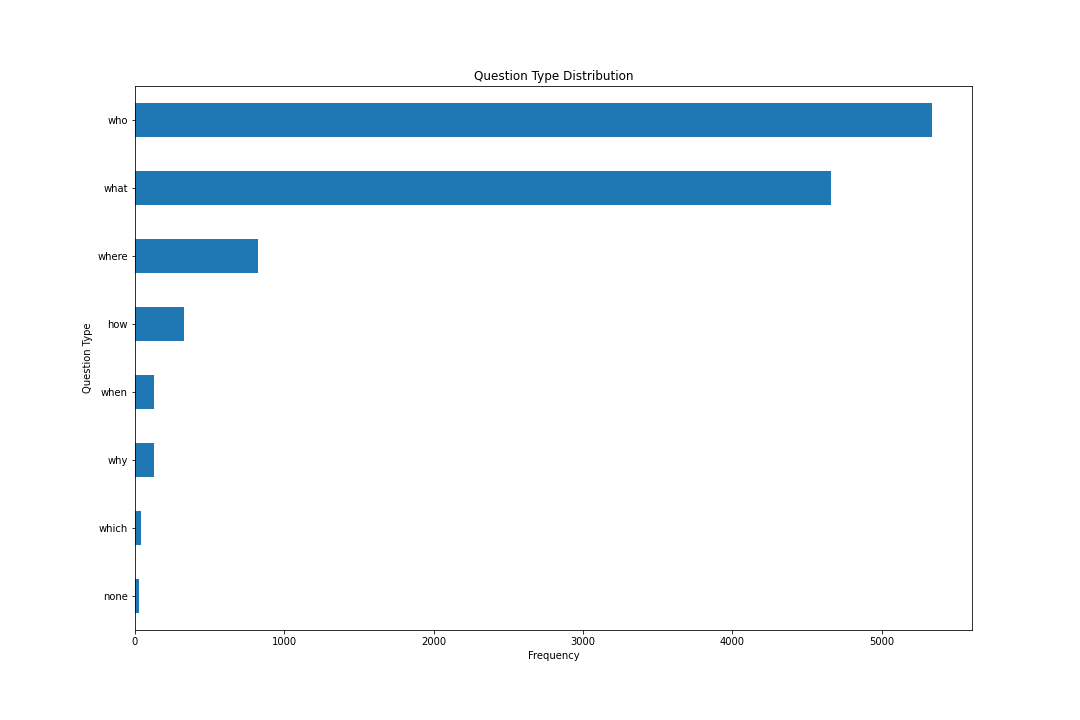 Question Type Distribution
who
what
where
how
when
why
which
none
Question Type
0 1000 2000 3000 4000 5000
Frequency